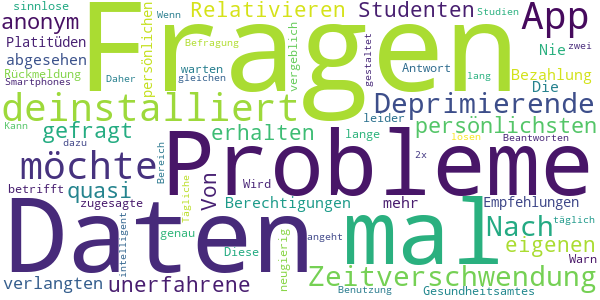 sinnlose
anonym
Platitüden
abgesehen
Rückmeldung
Smartphones
persönlichen
Wenn
Daher
Fragen
Relativieren
Befragung
gleichen
warten
vergeblich
Studien
Studenten
gestaltet
Antwort
lang
App
Nie
zwei
Bezahlung
Die
deinstalliert
Deprimierende
gefragt
erhalten
lange
leider
persönlichsten
Kann
dazu
Bereich
Probleme
losen
Beantworten
möchte
2x
betrifft
quasi
zugesagte
Tägliche
Wird
Von
Berechtigungen
mehr
Empfehlungen
täglich
Daten
mal
Nach
genau
Diese
neugierig
angeht
eigenen
intelligent
Warn
verlangten
unerfahrene
Zeitverschwendung
Benutzung
Gesundheitsamtes